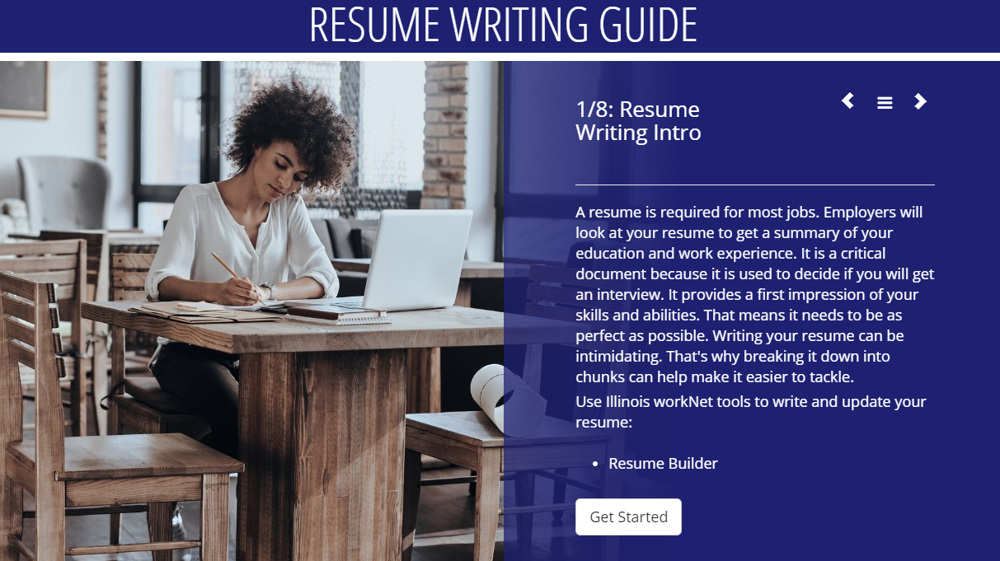 RESUME WRITING GUIDE
1/8: Resume
Writing Intro
A resume is required for most jobs. Employers will
look at your resume to get a summary of your
education and work experience. It is a critical
document because it is used to decide if you will get
an interview. It provides a first impression of your
skills and abilities. That means it needs to be as
perfect as possible. Writing your resume can be
intimidating. That's why breaking it down into
chunks can help make it easier to tackle.
Use Illinois workNet tools to write and update your
resume:
• Resume Builder
Get Started